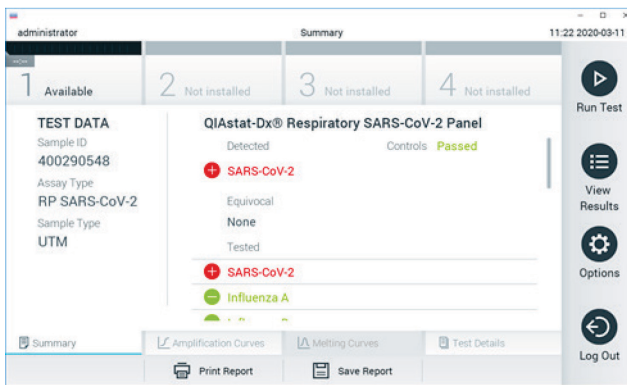 administrator Summary 11:22 2020-03-11
1 Available 2 Not installed 3 Not installed 4 Not installed
Run Test
View Results
Options
Log Out
TEST DATA
Sample ID
400290548
Assay Type
RP SARS-CoV-2
Sample Type
UTM
QIAstat-Dx® Respiratory SARS-CoV-2 Panel
Detected Controls Passed
SARS-CoV-2
Equivocal
None
Tested
SARS-CoV-2
Influenza A
Summary Amplification Curves Melting Curves Test Details
Print Report Save Report